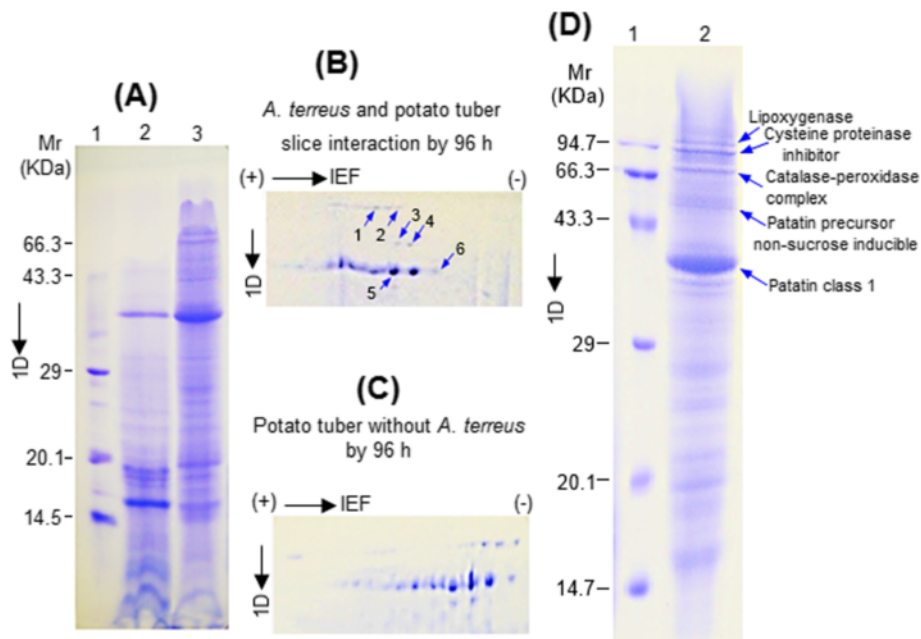 (A)
Mr
(KDa)
1
2
3
66.3
43.3
29
20.1
14.5
1D
(B)
A. terreus and potato tuber
slice interaction by 96 h
(+)
IEF
(-)
1D
1
2
3
4
5
6
(C)
Potato tuber without A. terreus
by 96 h
(+)
IEF
(-)
1D
(D)
1
2
Mr
(KDa)
94.7
66.3
43.3
29
20.1
14.7
1D
Lipoxygenase
Cysteine proteinase
inhibitor
Catalase-peroxidase
complex
Patatin precursor
non-sucrose inducible
Patatin class 1